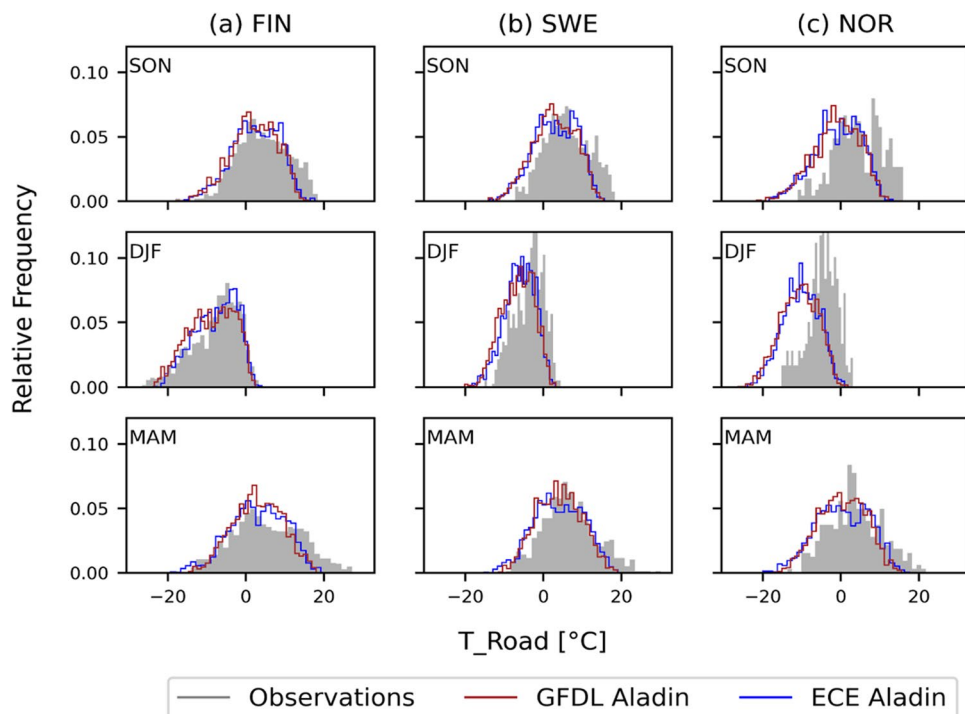 (a) FIN (b) SWE (c) NOR
SON SON SON
0.10
0.05
0.00
DJF DJF DJF
0.10
0.05
0.00
MAM MAM MAM
0.10
0.05
0.00
−20 0 20 −20 0 20 −20 0 20
Relative Frequency
T_Road [°C]
Observations GFDL Aladin ECE Aladin